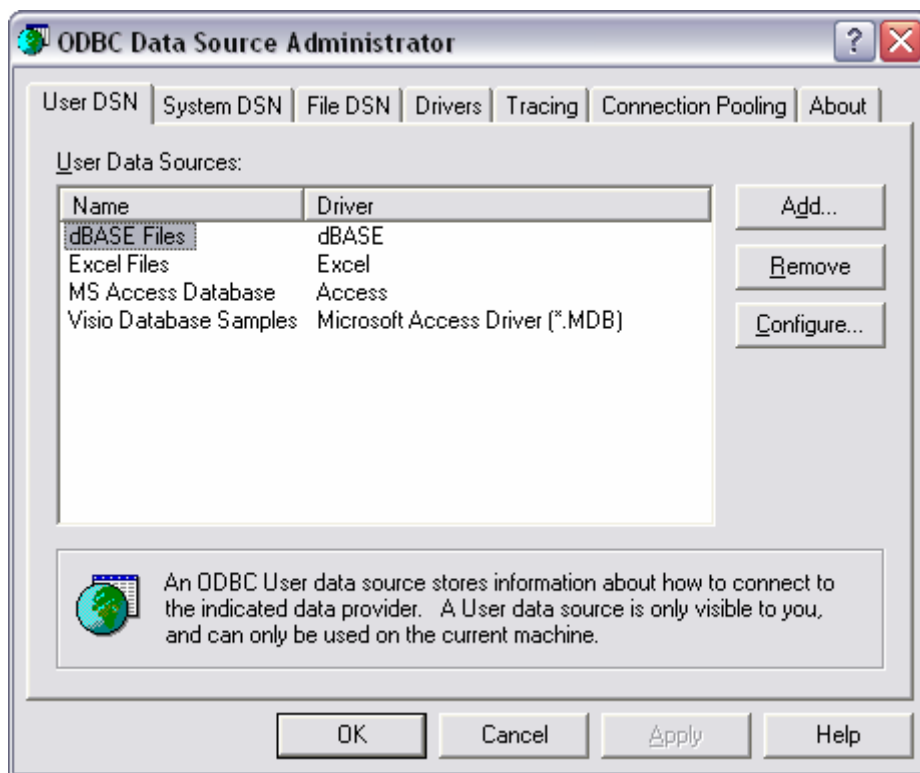 ODBC Data Source Administrator
User DSN System DSN File DSN Drivers Tracing Connection Pooling About
User Data Sources:
Name Driver
dBASE Files dBASE
Excel Files Excel
MS Access Database Access
Visio Database Samples Microsoft Access Driver (*.MDB)
Add...
Remove
Configure...
An ODBC User data source stores information about how to connect to
the indicated data provider. A User data source is only visible to you,
and can only be used on the current machine.
OK Cancel Apply Help